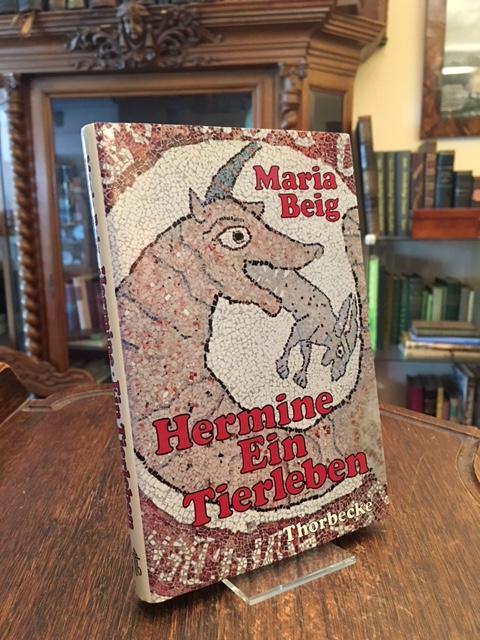 Maria
Beig
Hermine
Ein
Tierleben
Thorbecke